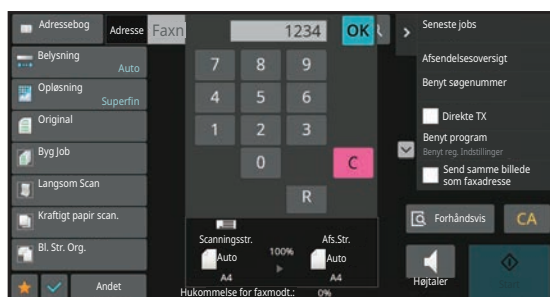 Adressebog
Adresse
Faxn
1234
OK
Seneste jobs
Belysning
Auto
Afsendelsesoversigt
Opløsning
Superfin
Benyt søgenummer
7 8 9
4 5 6
1 2 3
0 C
R
Original
Direkte TX
Byg Job
Benyt program
Benyt reg. Indstillinger
Langsom Scan
Send samme billede
som faxadresse
Kraftigt papir scan.
Forhåndsvis
CA
Bl. Str. Org.
Scanningsstr.
100%
Afs.Str.
Auto
Auto
A4
A4
Andet
Hukommelse for faxmodt.: 0%
Højtaler
Start